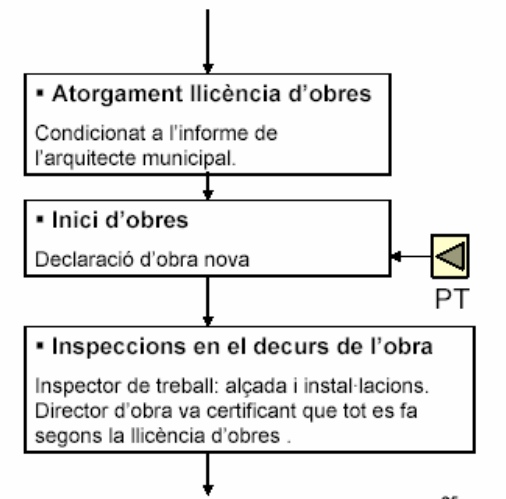 ▪ Atorgament llicència d’obres
Condicionat a l’informe de
l’arquitecte municipal.
▪ Inici d’obres
Declaració d’obra nova
PT
▪ Inspeccions en el decurs de l’obra
Inspector de treball: alçada i instal·lacions.
Director d’obra va certificant que tot es fa
segons la llicència d’obres .